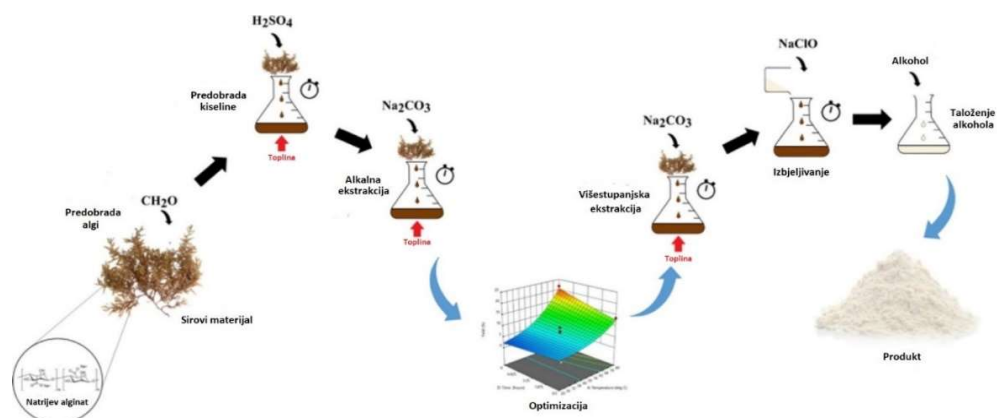 H₂SO₄
Predobrada
kiseline
Toplina
Na₂CO₃
Alkalna
ekstrakcija
Toplina
Predobrada
algi
CH₂O
Sirovi materijal
Natrijev alginat
Optimizacija
Na₂CO₃
Višestupanjska
ekstrakcija
Toplina
NaClO
Izbjeljivanje
Alkohol
Taloženje
alkohola
Produkt